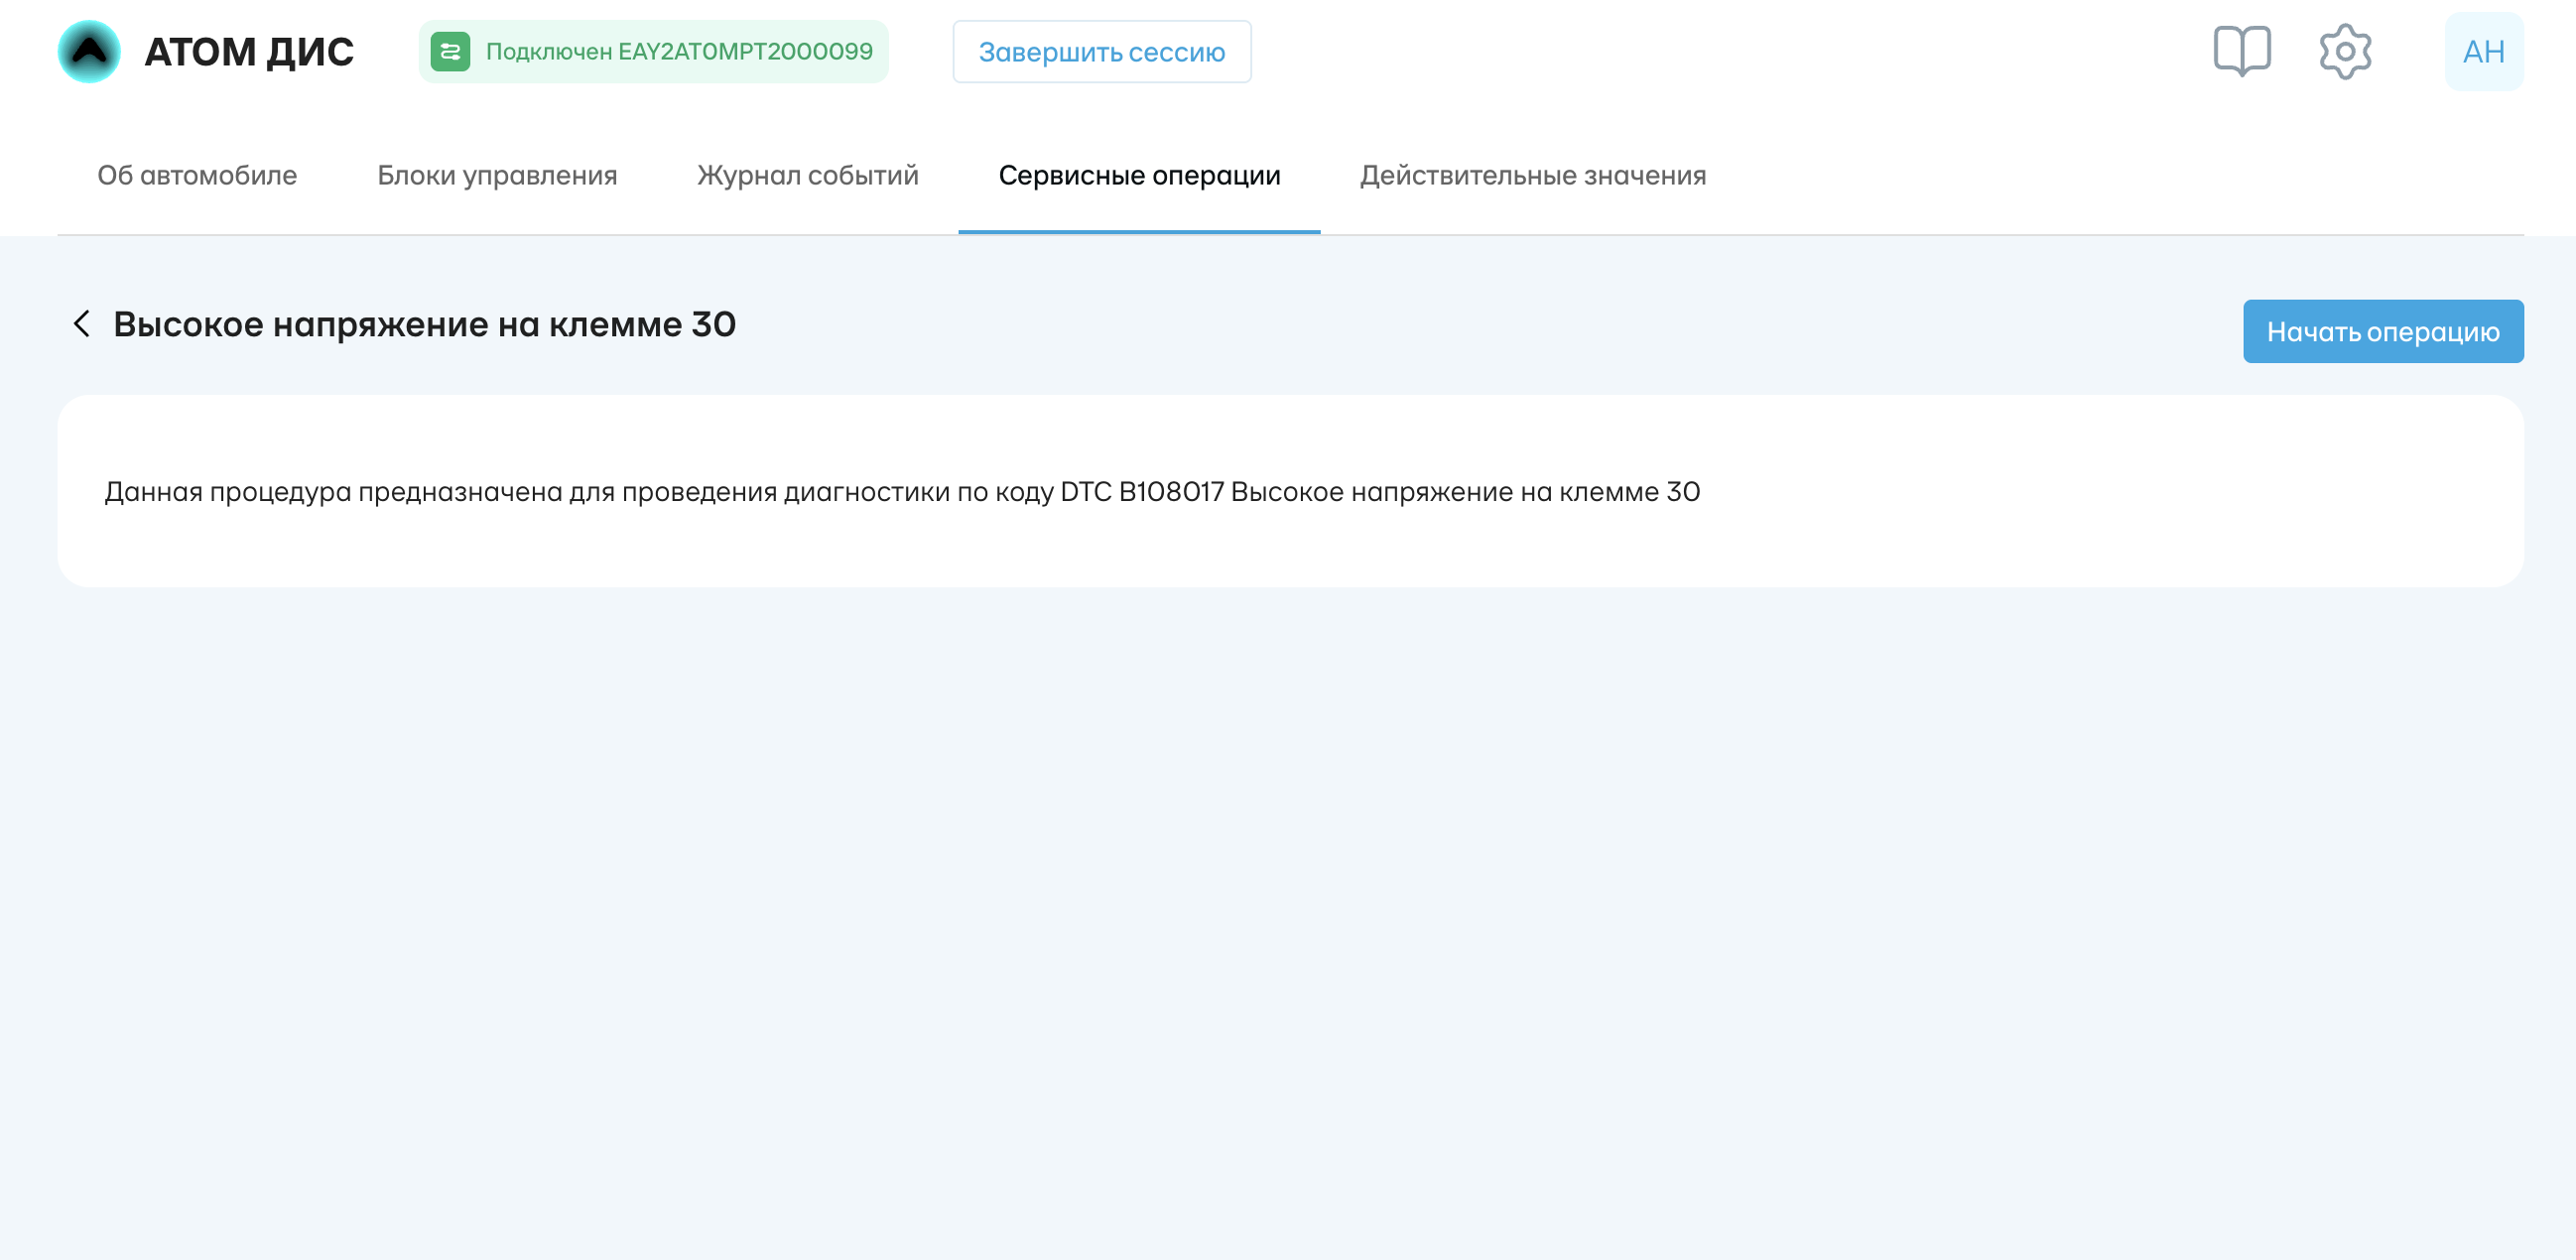 АТОМ ДИС
Подключен EAY2AT0MPT2000099
Завершить сессию
АН
Об автомобиле
Блоки управления
Журнал событий
Сервисные операции
Действительные значения
Высокое напряжение на клемме 30
Начать операцию
Данная процедура предназначена для проведения диагностики по коду DTC B108017 Высокое напряжение на клемме 30